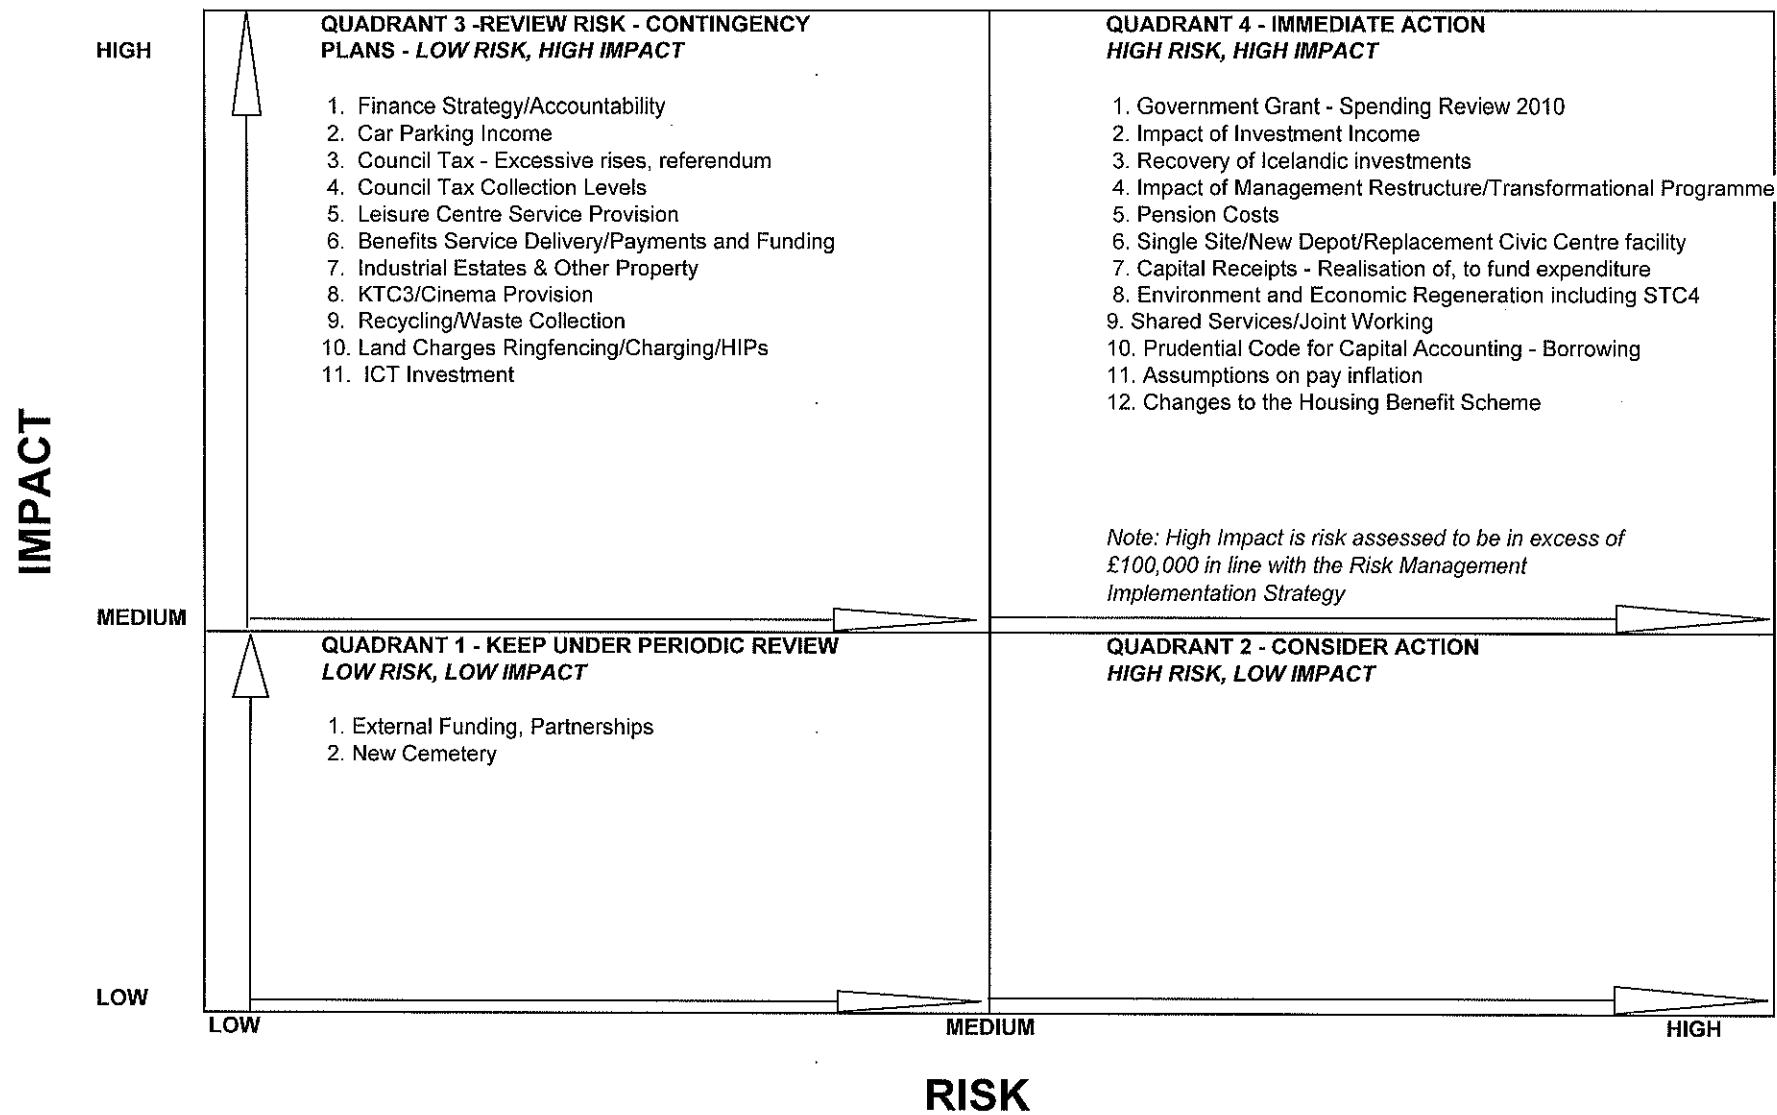 HIGH
QUADRANT 3 -REVIEW RISK - CONTINGENCY
PLANS - LOW RISK, HIGH IMPACT
1. Finance Strategy/Accountability
2. Car Parking Income
3. Council Tax - Excessive rises, referendum
4. Council Tax Collection Levels
5. Leisure Centre Service Provision
6. Benefits Service Delivery/Payments and Funding
7. Industrial Estates & Other Property
8. KTC3/Cinema Provision
9. Recycling/Waste Collection
10. Land Charges Ringfencing/Charging/HIPs
11. ICT Investment
QUADRANT 4 - IMMEDIATE ACTION
HIGH RISK, HIGH IMPACT
1. Government Grant - Spending Review 2010
2. Impact of Investment Income
3. Recovery of Icelandic investments
4. Impact of Management Restructure/Transformational Programme
5. Pension Costs
6. Single Site/New Depot/Replacement Civic Centre facility
7. Capital Receipts - Realisation of, to fund expenditure
8. Environment and Economic Regeneration including STC4
9. Shared Services/Joint Working
10. Prudential Code for Capital Accounting - Borrowing
11. Assumptions on pay inflation
12. Changes to the Housing Benefit Scheme
Note: High Impact is risk assessed to be in excess of
£100,000 in line with the Risk Management
Implementation Strategy
IMPACT
MEDIUM
QUADRANT 1 - KEEP UNDER PERIODIC REVIEW
LOW RISK, LOW IMPACT
1. External Funding, Partnerships
2. New Cemetery
QUADRANT 2 - CONSIDER ACTION
HIGH RISK, LOW IMPACT
LOW
LOW
MEDIUM
HIGH
RISK